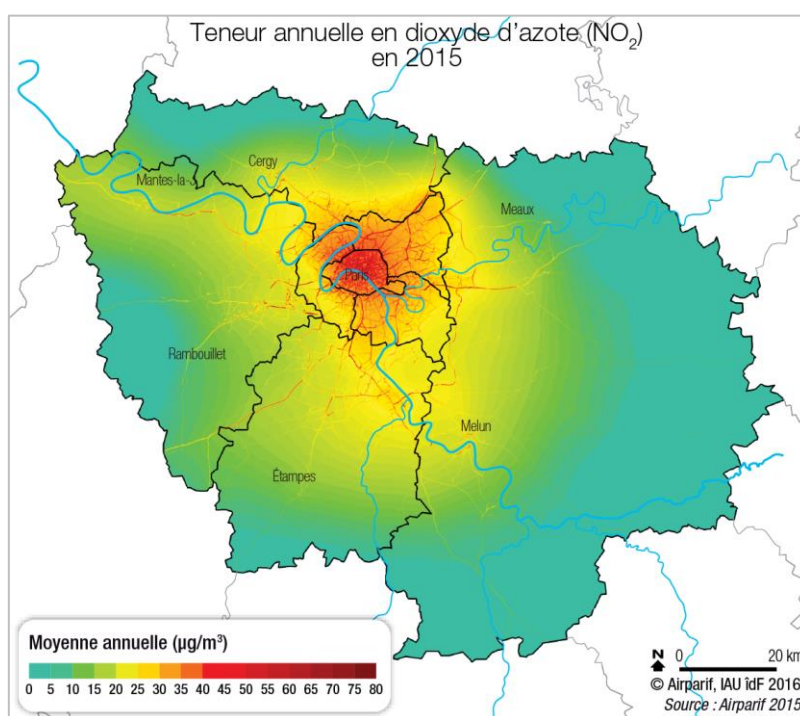 Teneur annuelle en dioxyde d'azote (NO₂)
en 2015
Cergy
Mantes-la-J
Meaux
Paris
Rambouillet
Melun
Étampes
Moyenne annuelle (µg/m³)
0 5 10 15 20 25 30 35 40 45 50 55 60 65 70 75 80
N 0 20 km
© Airparif, IAU îdF 2016
Source : Airparif 2015